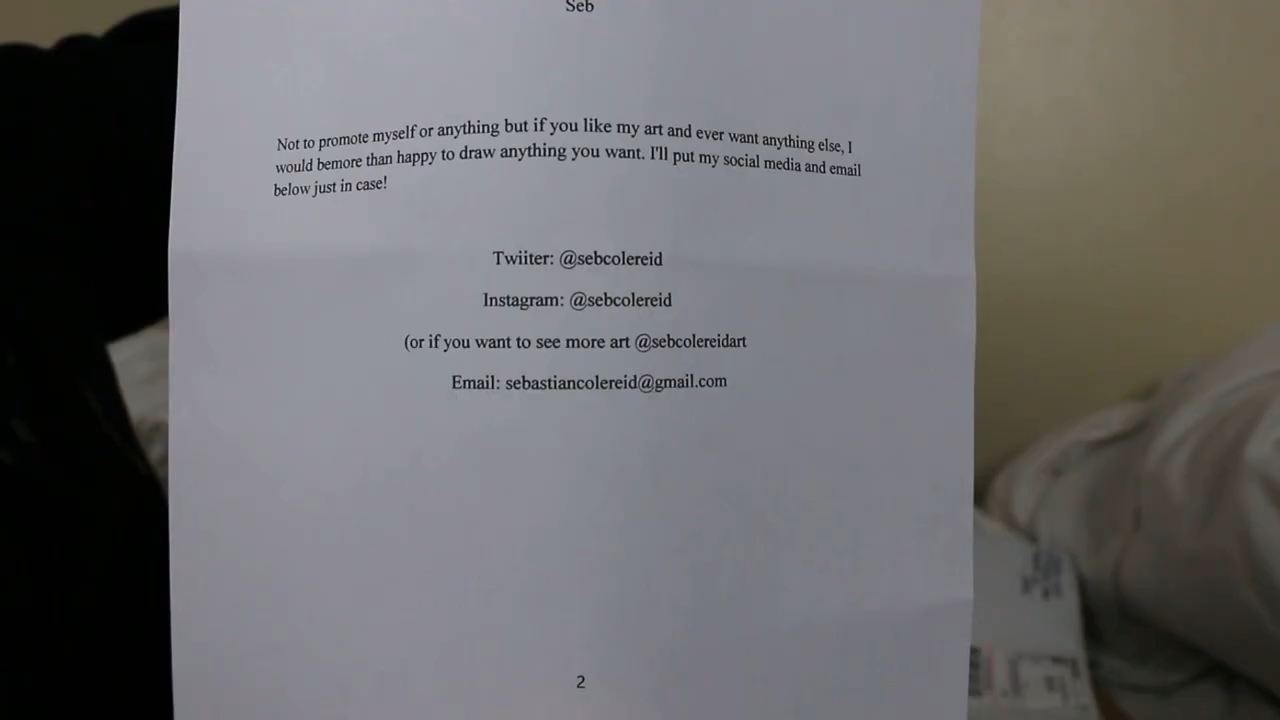 Seb
Not to promote myself or anything but if you like my art and ever want anything else, I
would bemore than happy to draw anything you want. I'll put my social media and email
below just in case!
Twiiter: @sebcolereid
Instagram: @sebcolereid
(or if you want to see more art @sebcolereidart
Email: sebastiancolereid@gmail.com
2